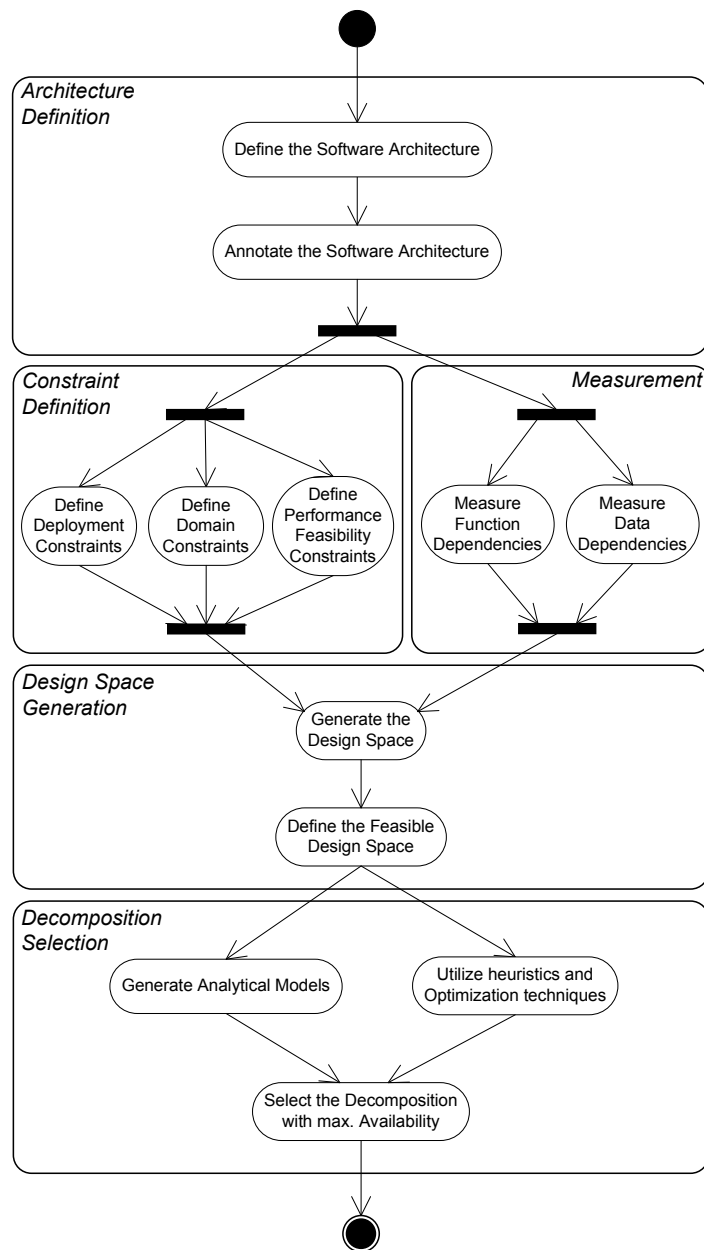 Architecture
Definition
Define the Software Architecture
Annotate the Software Architecture
Constraint
Definition
Define
Deployment
Constraints
Define
Domain
Constraints
Define
Performance
Feasibility
Constraints
Measurement
Measure
Function
Dependencies
Measure
Data
Dependencies
Design Space
Generation
Generate the
Design Space
Define the Feasible
Design Space
Decomposition
Selection
Generate Analytical Models
Utilize heuristics and
Optimization techniques
Select the Decomposition
with max. Availability